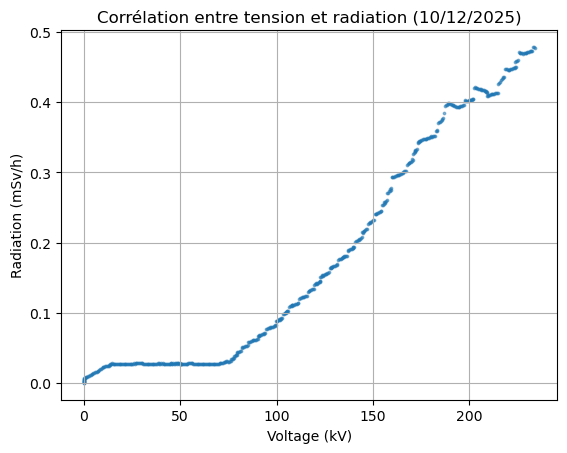 Corrélation entre tension et radiation (10/12/2025)
Radiation (mSv/h)
0.5
0.4
0.3
0.2
0.1
0.0
0 50 100 150 200
Voltage (kV)